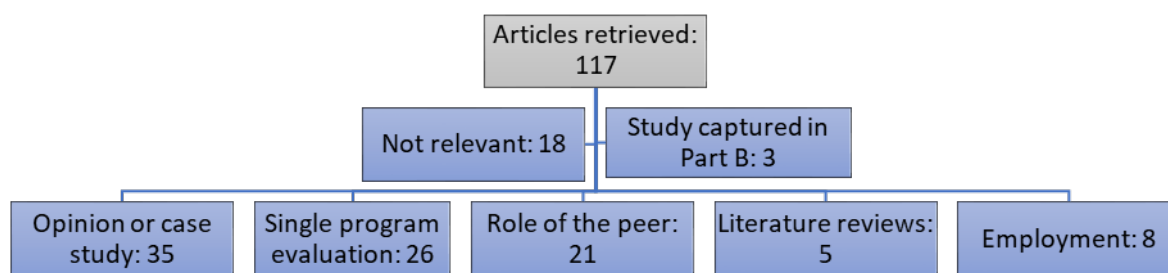 Articles retrieved:
117
Not relevant: 18
Study captured in
Part B: 3
Opinion or case
study: 35
Single program
evaluation: 26
Role of the peer:
21
Literature reviews:
5
Employment: 8